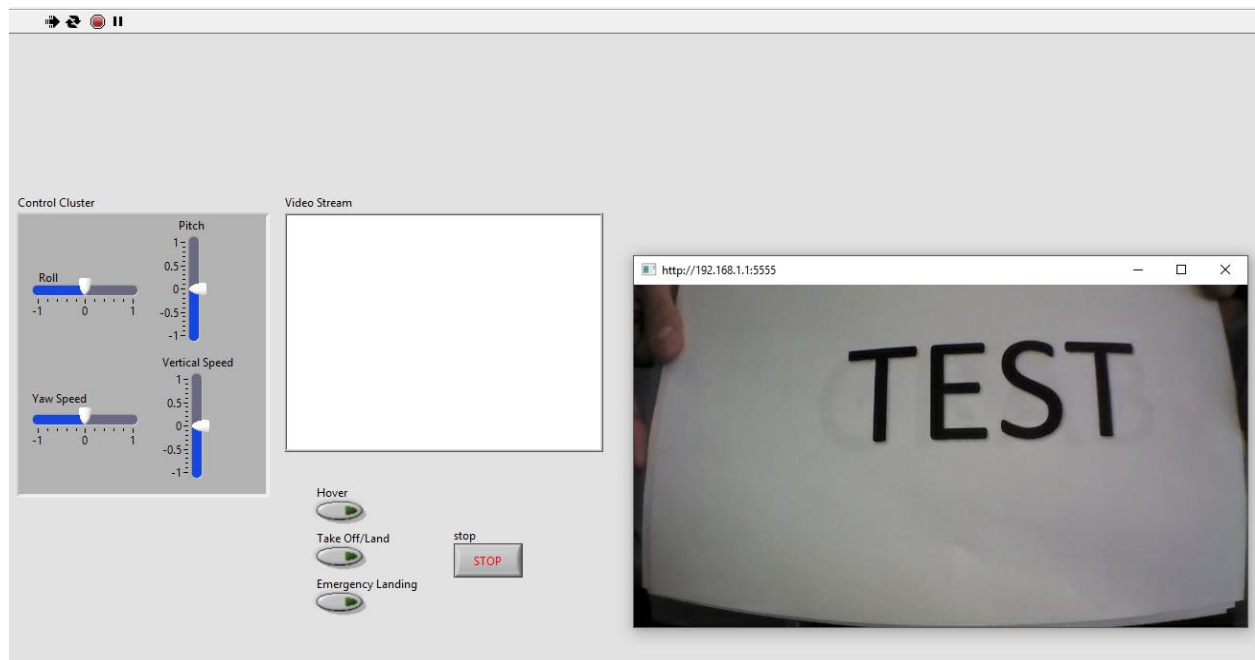 Control Cluster
Video Stream
Pitch
1
0.5
0
-0.5
-1
Roll
-1 0 1
Vertical Speed
1
0.5
0
-0.5
-1
Yaw Speed
-1 0 1
Hover
Take Off/Land
Emergency Landing
stop
STOP
http://192.168.1.1:5555
TEST